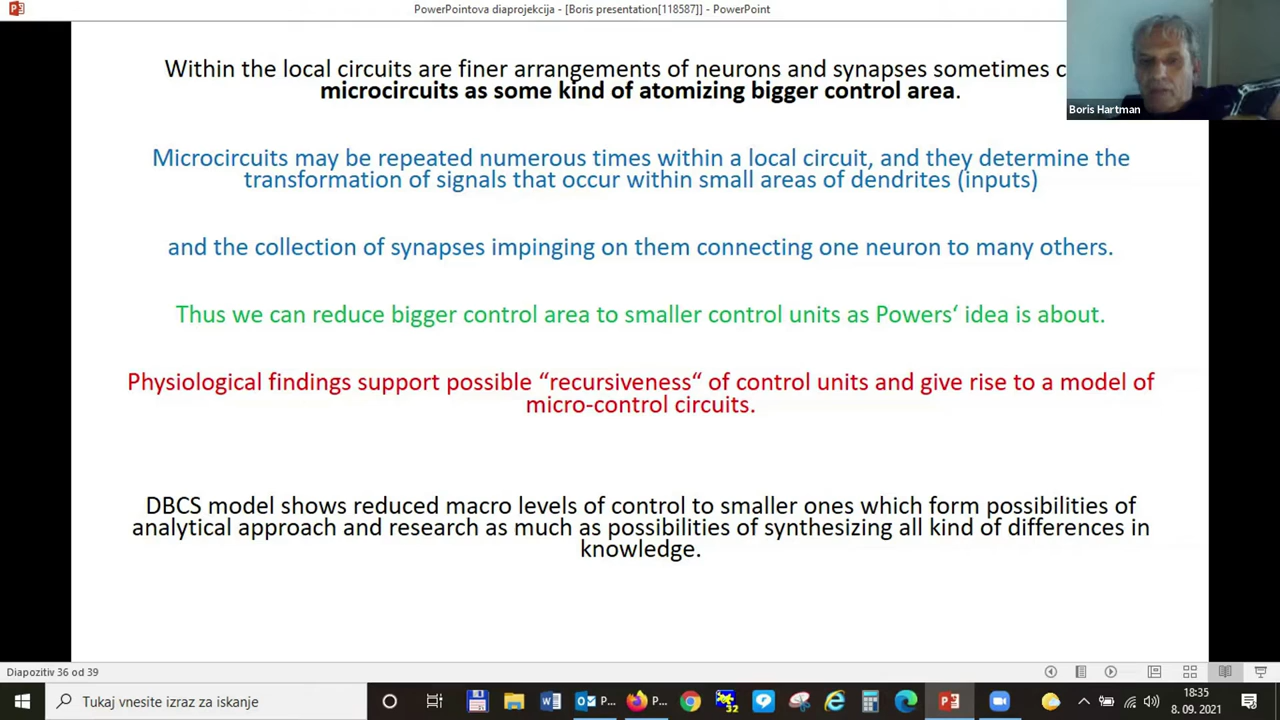 PowerPointova diaprojekcija - [Boris presentation[118587]] - PowerPoint
Within the local circuits are finer arrangements of neurons and synapses sometimes
microcircuits as some kind of atomizing bigger control area.
Boris Hartman
Microcircuits may be repeated numerous times within a local circuit, and they determine the
transformation of signals that occur within small areas of dendrites (inputs)
and the collection of synapses impinging on them connecting one neuron to many others.
Thus we can reduce bigger control area to smaller control units as Powers‘ idea is about.
Physiological findings support possible “recursiveness“ of control units and give rise to a model of
micro-control circuits.
DBCS model shows reduced macro levels of control to smaller ones which form possibilities of
analytical approach and research as much as possibilities of synthesizing all kind of differences in
knowledge.
Diapozitiv 36 od 39
Tukaj vnesite izraz za iskanje
P...
P...
32
18:35
8. 09. 2021